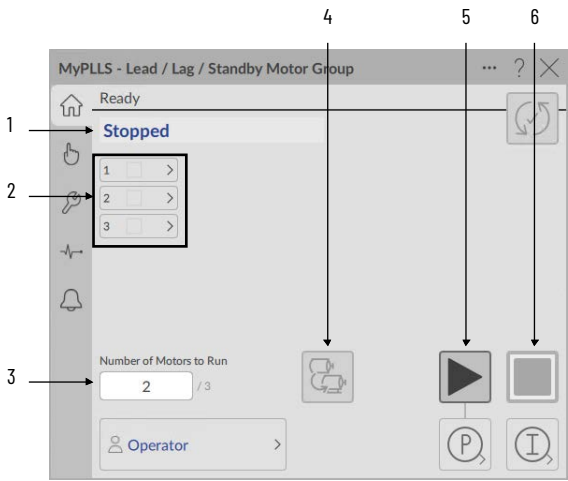 4 5 6
MyPLLS - Lead / Lag / Standby Motor Group ... ? X
Ready
1 Stopped
1 >
2
2 >
3 >
Number of Motors to Run
3 2 / 3
Operator >
P I